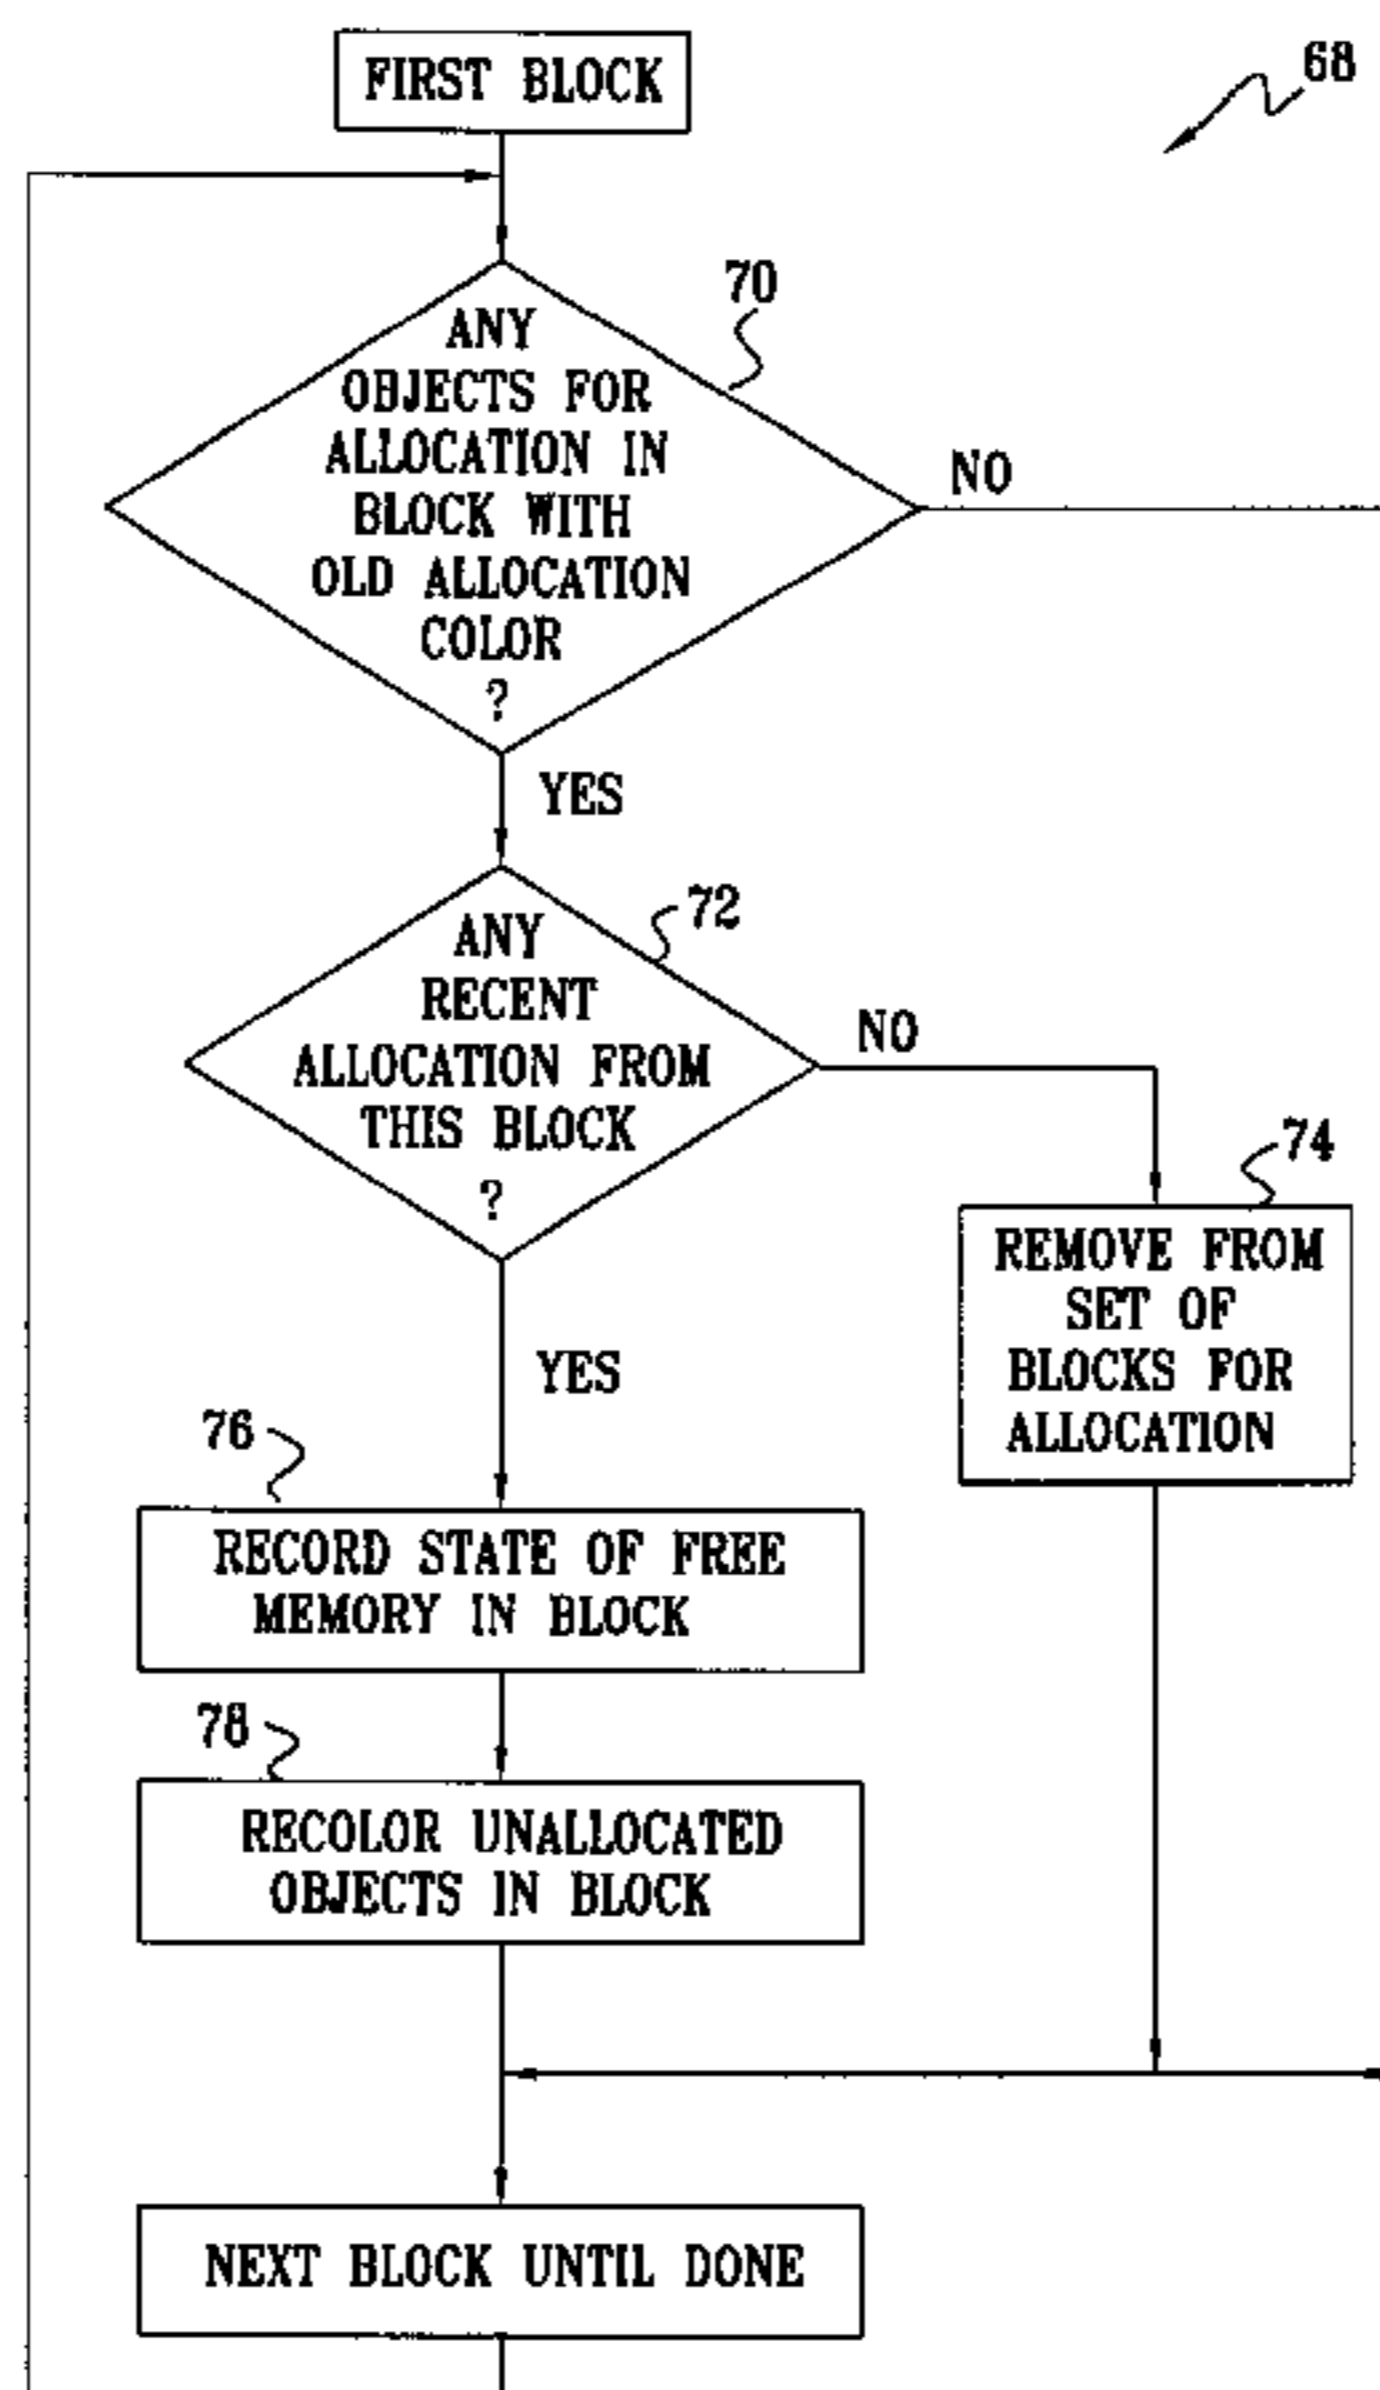 FIRST BLOCK
68
70
ANY
OBJECTS FOR
ALLOCATION IN
BLOCK WITH
OLD ALLOCATION
COLOR
?
NO
YES
72
ANY
RECENT
ALLOCATION FROM
THIS BLOCK
?
NO
74
REMOVE FROM
SET OF
BLOCKS FOR
ALLOCATION
YES
76
RECORD STATE OF FREE
MEMORY IN BLOCK
78
RECOLOR UNALLOCATED
OBJECTS IN BLOCK
NEXT BLOCK UNTIL DONE